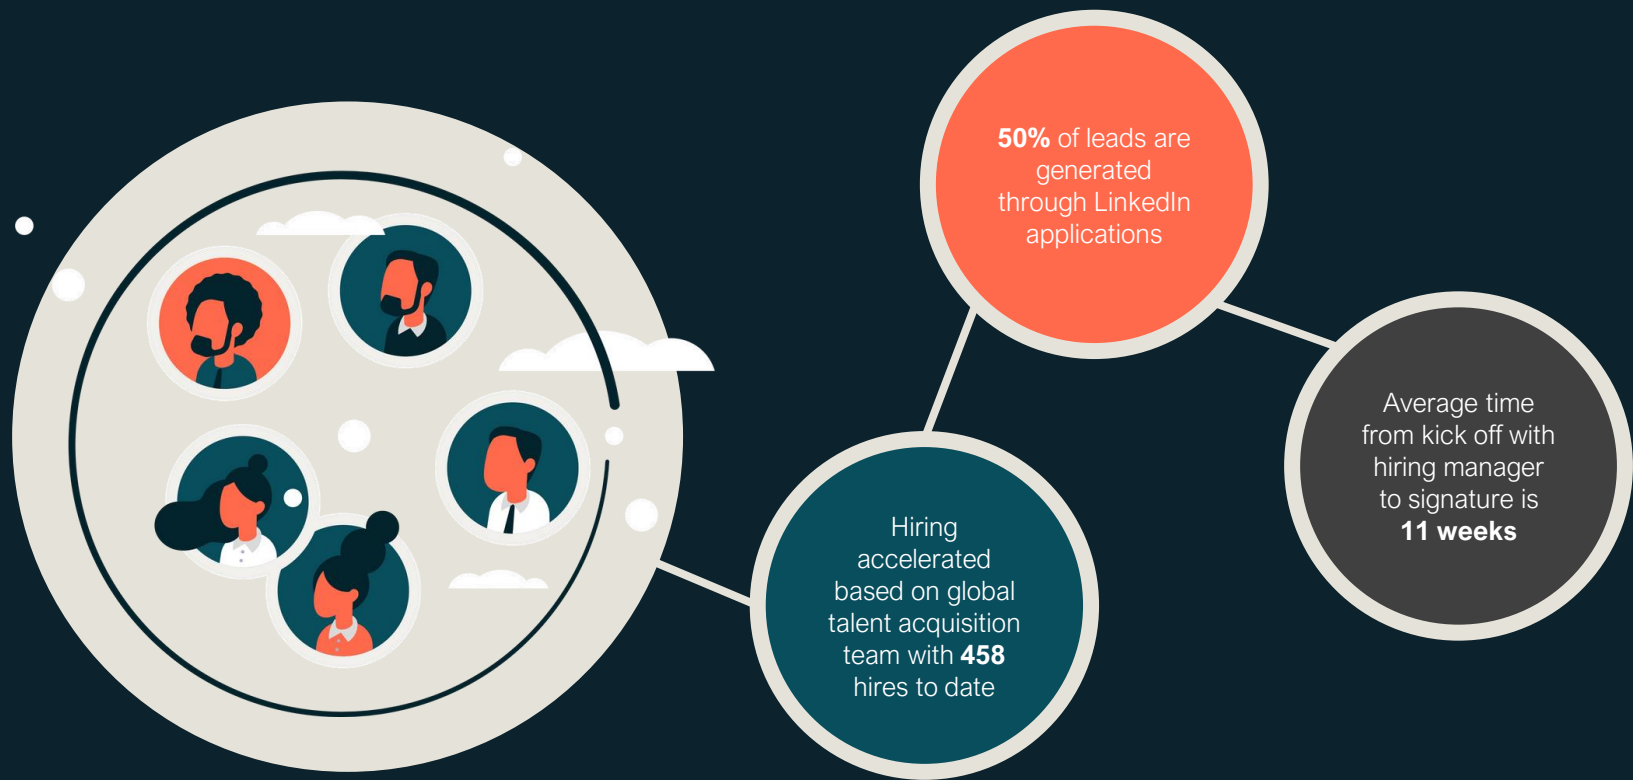 50% of leads are
generated
through LinkedIn
applications
Average time
from kick off with
hiring manager
to signature is
11 weeks
Hiring
accelerated
based on global
talent acquisition
team with 458
hires to date